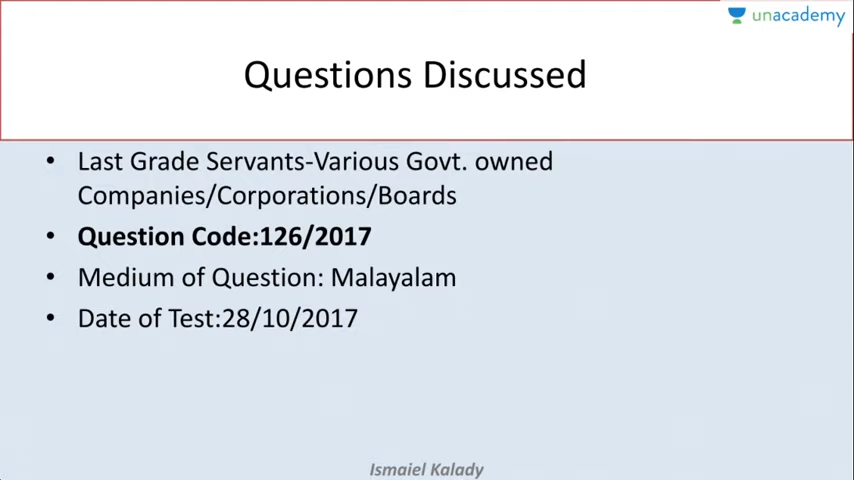 unacademy
Questions Discussed
• Last Grade Servants-Various Govt. owned
Companies/Corporations/Boards
• Question Code:126/2017
• Medium of Question: Malayalam
• Date of Test:28/10/2017
Ismaiel Kalady